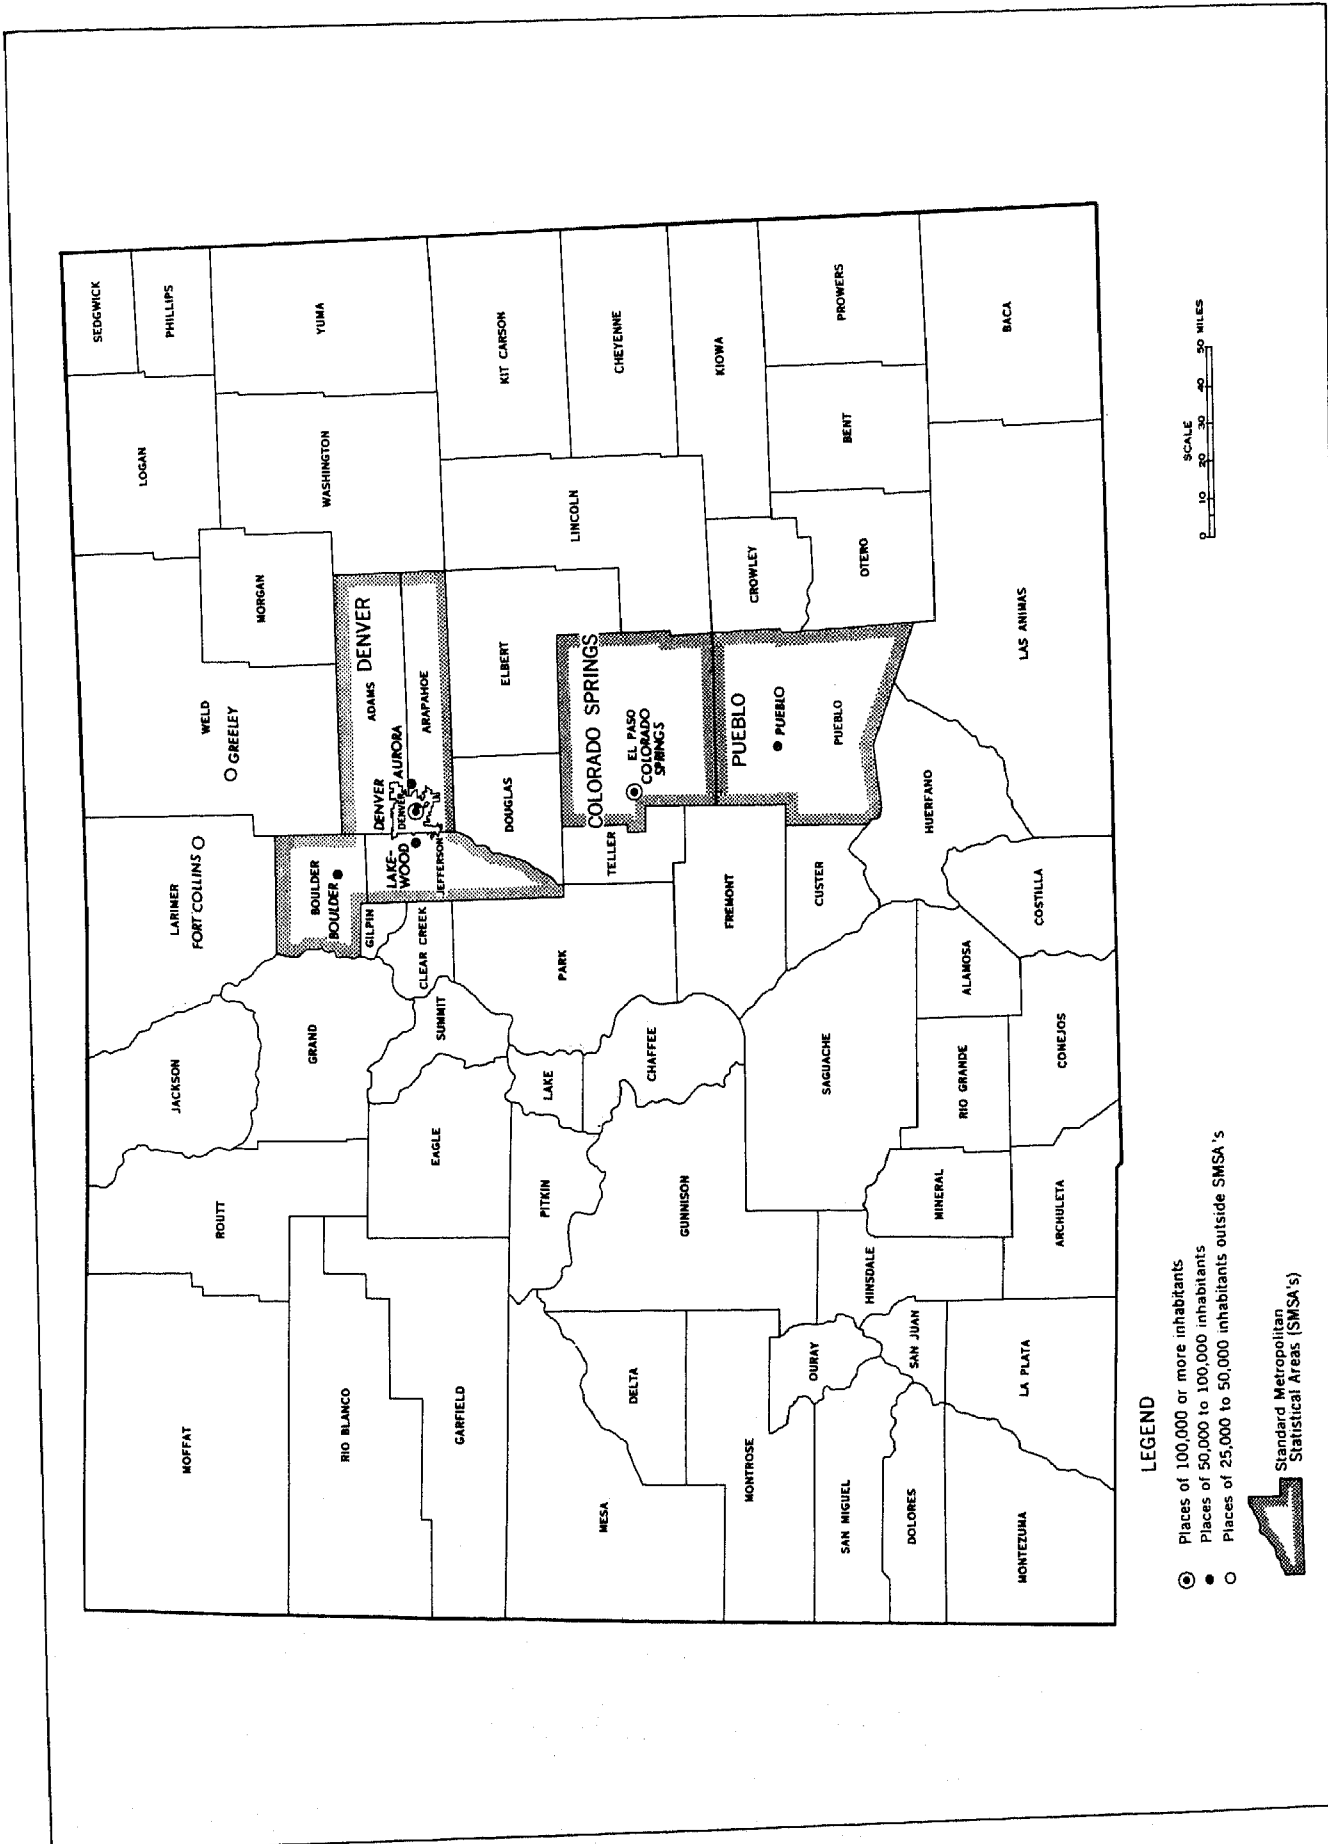 MOFFAT
ROUTT
JACKSON
LARIMER
FORT COLLINS
WELD
GREELEY
LOGAN
SEDGWICK
PHILLIPS
MORGAN
WASHINGTON
YUMA
RIO BLANCO
GRAND
BOULDER
BOULDER
GILPIN
ADAMS
DENVER
DENVER
DENVER
AURORA
ARAPAHOE
LAKE-
WOOD
JEFFERSON
CLEAR CREEK
SUMMIT
EAGLE
GARFIELD
PITKIN
LAKE
PARK
DOUGLAS
ELBERT
LINCOLN
KIT CARSON
CHEYENNE
MESA
DELTA
GUNNISON
CHAFFEE
TELLER
COLORADO SPRINGS
EL PASO
COLORADO
SPRINGS
FREMONT
KIOWA
MONTROSE
OURAY
SAGUACHE
CUSTER
PUEBLO
PUEBLO
PUEBLO
CROWLEY
OTERO
BENT
PROWERS
SAN MIGUEL
DOLORES
SAN JUAN
HINSDALE
MINERAL
RIO GRANDE
ALAMOSA
HUERFANO
MONTEZUMA
LA PLATA
ARCHULETA
CONEJOS
COSTILLA
LAS ANIMAS
BACA
LEGEND
Places of 100,000 or more inhabitants
Places of 50,000 to 100,000 inhabitants
Places of 25,000 to 50,000 inhabitants outside SMSA's
Standard Metropolitan
Statistical Areas (SMSA's)
SCALE
0 10 20 30 40 50 MILES